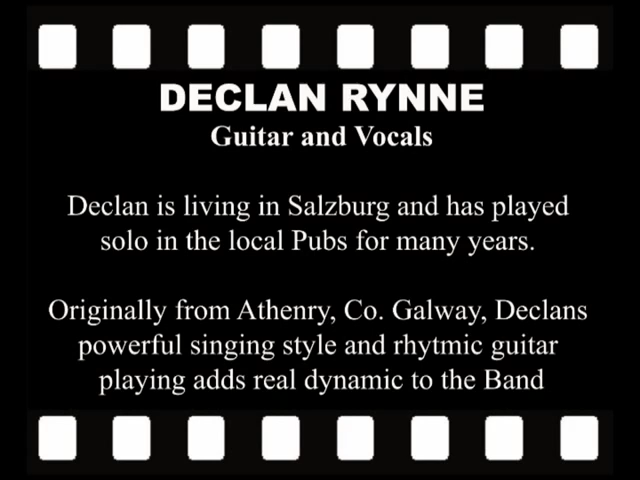 DECLAN RYNNE
Guitar and Vocals
Declan is living in Salzburg and has played
solo in the local Pubs for many years.
Originally from Athenry, Co. Galway, Declans
powerful singing style and rhytmic guitar
playing adds real dynamic to the Band